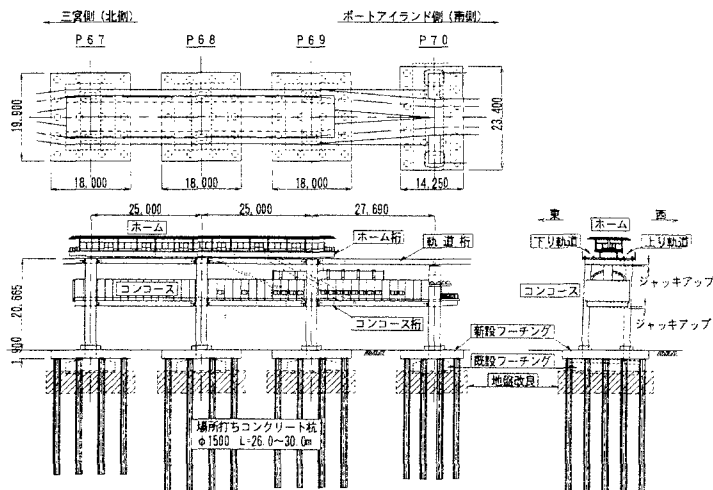 三宮側(北側)
ポートアイランド側(南側)
P67
P68
P69
P70
19,900
23,400
18,000
18,000
18,000
14,250
25,000
25,000
27,690
ホーム
ホーム桁
軌道桁
コンコース
コンコース桁
20,665
1,900
新設フーチング
既設フーチング
地盤改良
場所打ちコンクリート杭
φ1500 L=26.0~30.0m
東
西
ホーム
下り軌道
上り軌道
コンコース
ジャッキアップ
ジャッキアップ